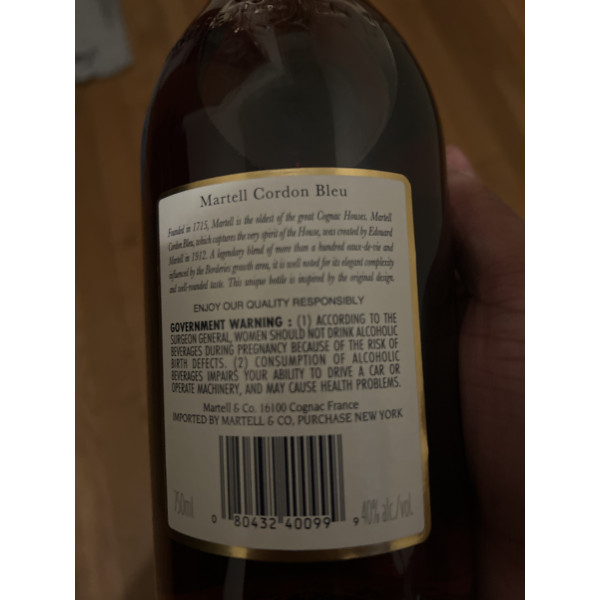 Martell Cordon Bleu
Founded in 1715, Martell is the oldest of the great Cognac Houses. Martell
Cordon Bleu, which captures the very spirit of the House, was created by Edouard
Martell in 1912. A legendary blend of more than a hundred eaux-de-vie and
influenced by the Borderies growth area, it is well noted for its elegant complexity
and well-rounded taste. This unique bottle is inspired by the original design.
ENJOY OUR QUALITY RESPONSIBLY
GOVERNMENT WARNING : (1) ACCORDING TO THE
SURGEON GENERAL, WOMEN SHOULD NOT DRINK ALCOHOLIC
BEVERAGES DURING PREGNANCY BECAUSE OF THE RISK OF
BIRTH DEFECTS. (2) CONSUMPTION OF ALCOHOLIC
BEVERAGES IMPAIRS YOUR ABILITY TO DRIVE A CAR OR
OPERATE MACHINERY, AND MAY CAUSE HEALTH PROBLEMS.
Martell & Co. 16100 Cognac France
IMPORTED BY MARTELL & CO, PURCHASE NEW YORK
750ml 0 80432 40099 9 40% alc./vol.